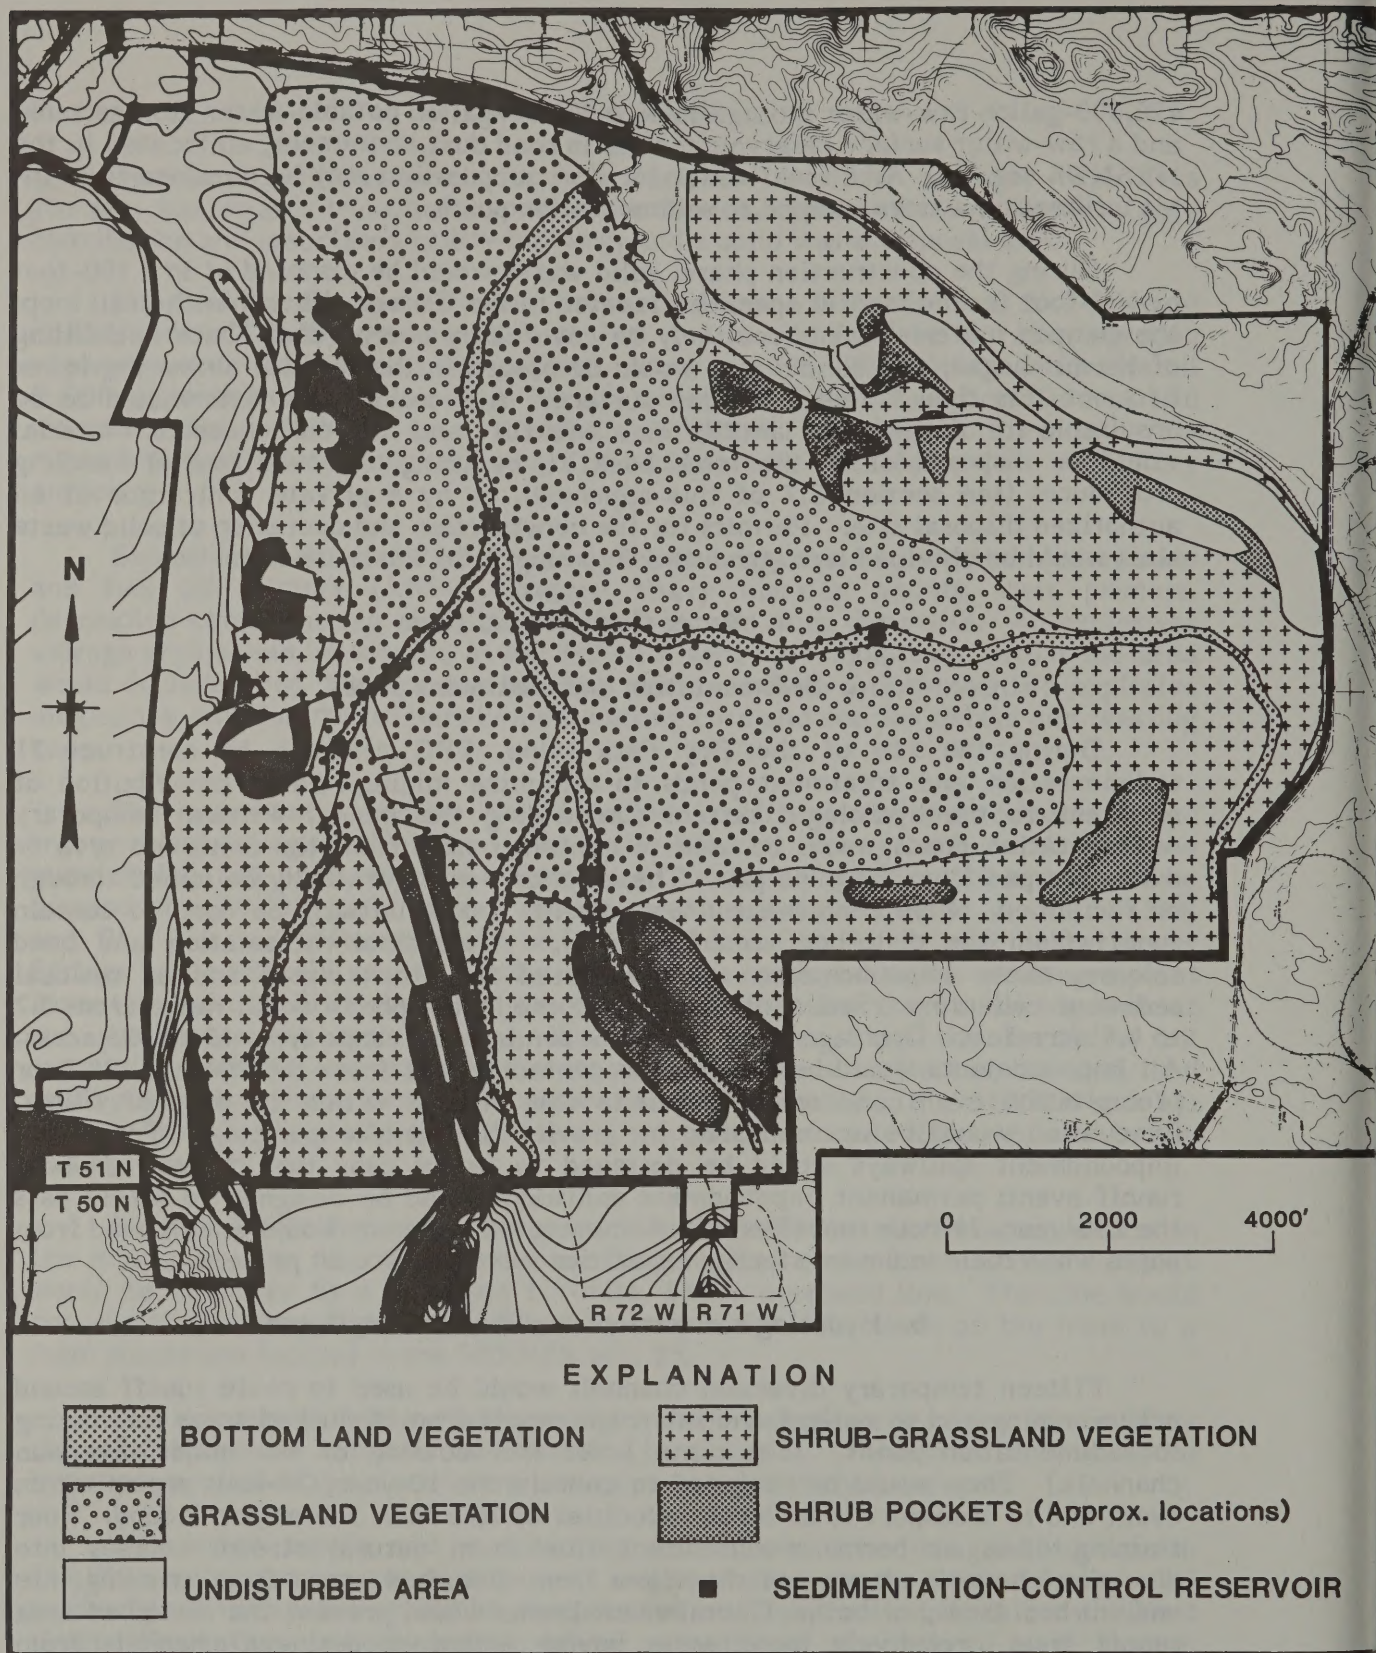 N
T 51 N
T 50 N
0 2000 4000'
R 72 W R 71 W
EXPLANATION
BOTTOM LAND VEGETATION
SHRUB-GRASSLAND VEGETATION
GRASSLAND VEGETATION
SHRUB POCKETS (Approx. locations)
UNDISTURBED AREA
SEDIMENTATION-CONTROL RESERVOIR